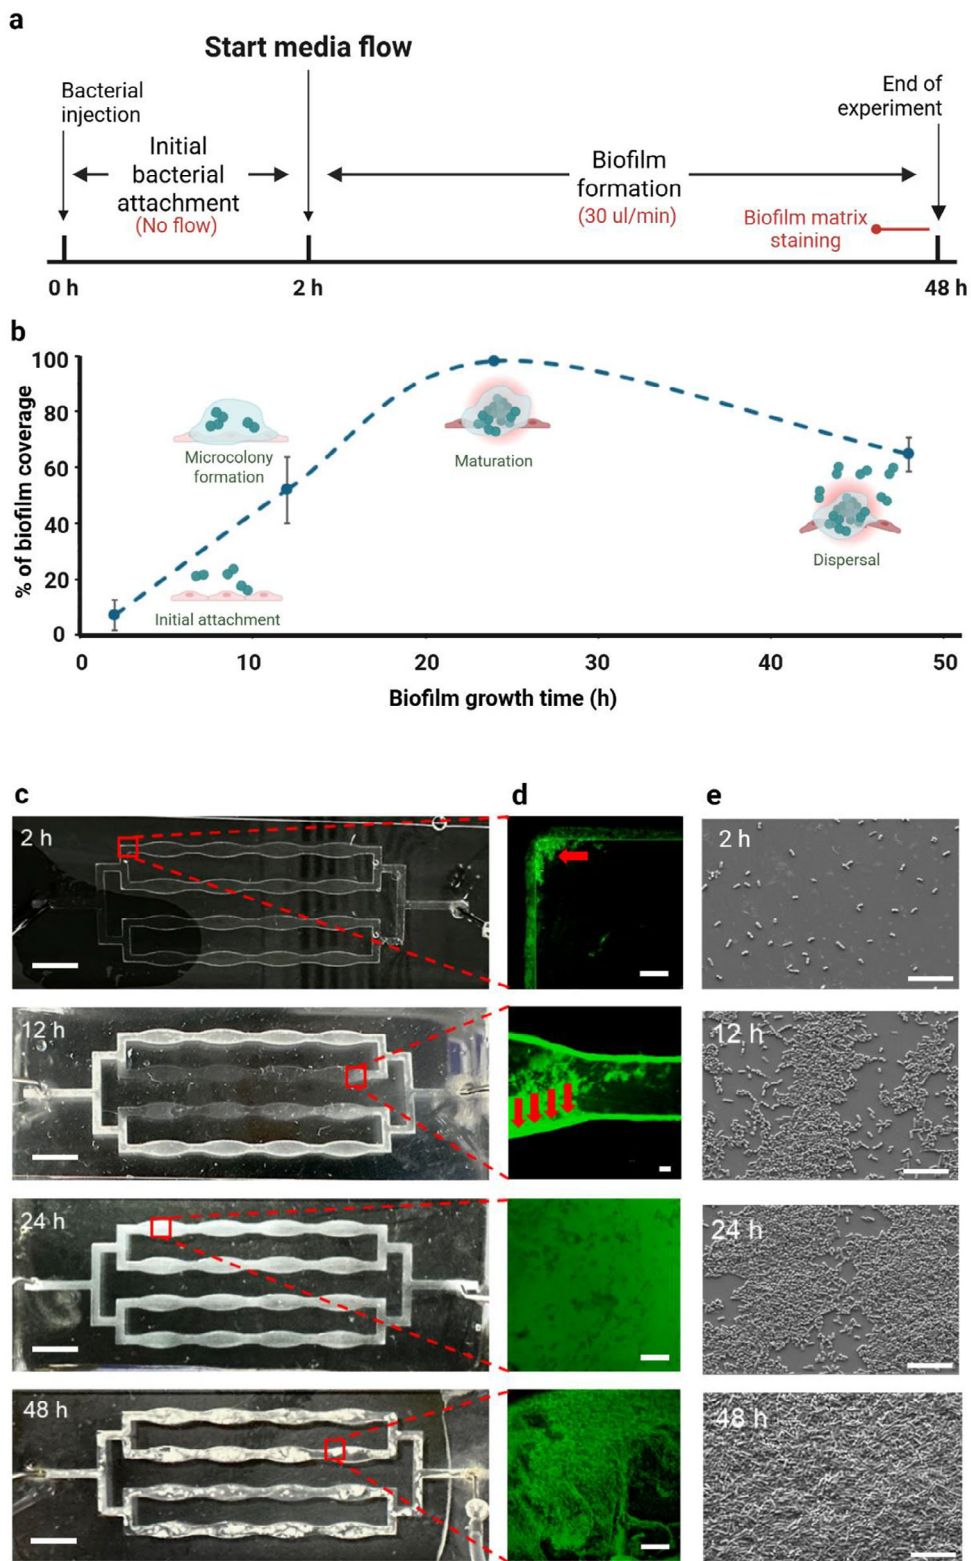 a
Start media flow
Bacterial
injection
End of
experiment
Initial
bacterial
attachment
(No flow)
Biofilm
formation
(30 ul/min)
Biofilm matrix
staining
0 h
2 h
48 h
b
% of biofilm coverage
100
80
60
40
20
0
Microcolony
formation
Maturation
Initial attachment
Dispersal
0
10
20
30
40
50
Biofilm growth time (h)
c
d
e
2 h
2 h
12 h
12 h
24 h
24 h
48 h
48 h